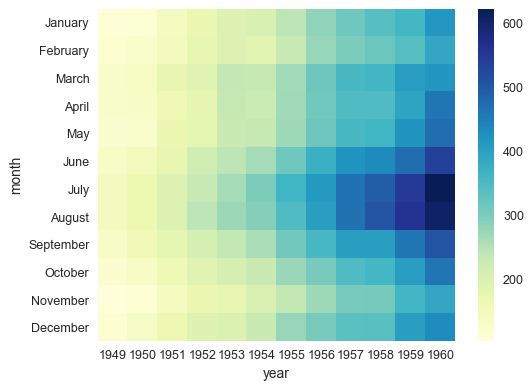 January
February
March
April
May
June
July
August
September
October
November
December
month
1949 1950 1951 1952 1953 1954 1955 1956 1957 1958 1959 1960
year
600
500
400
300
200